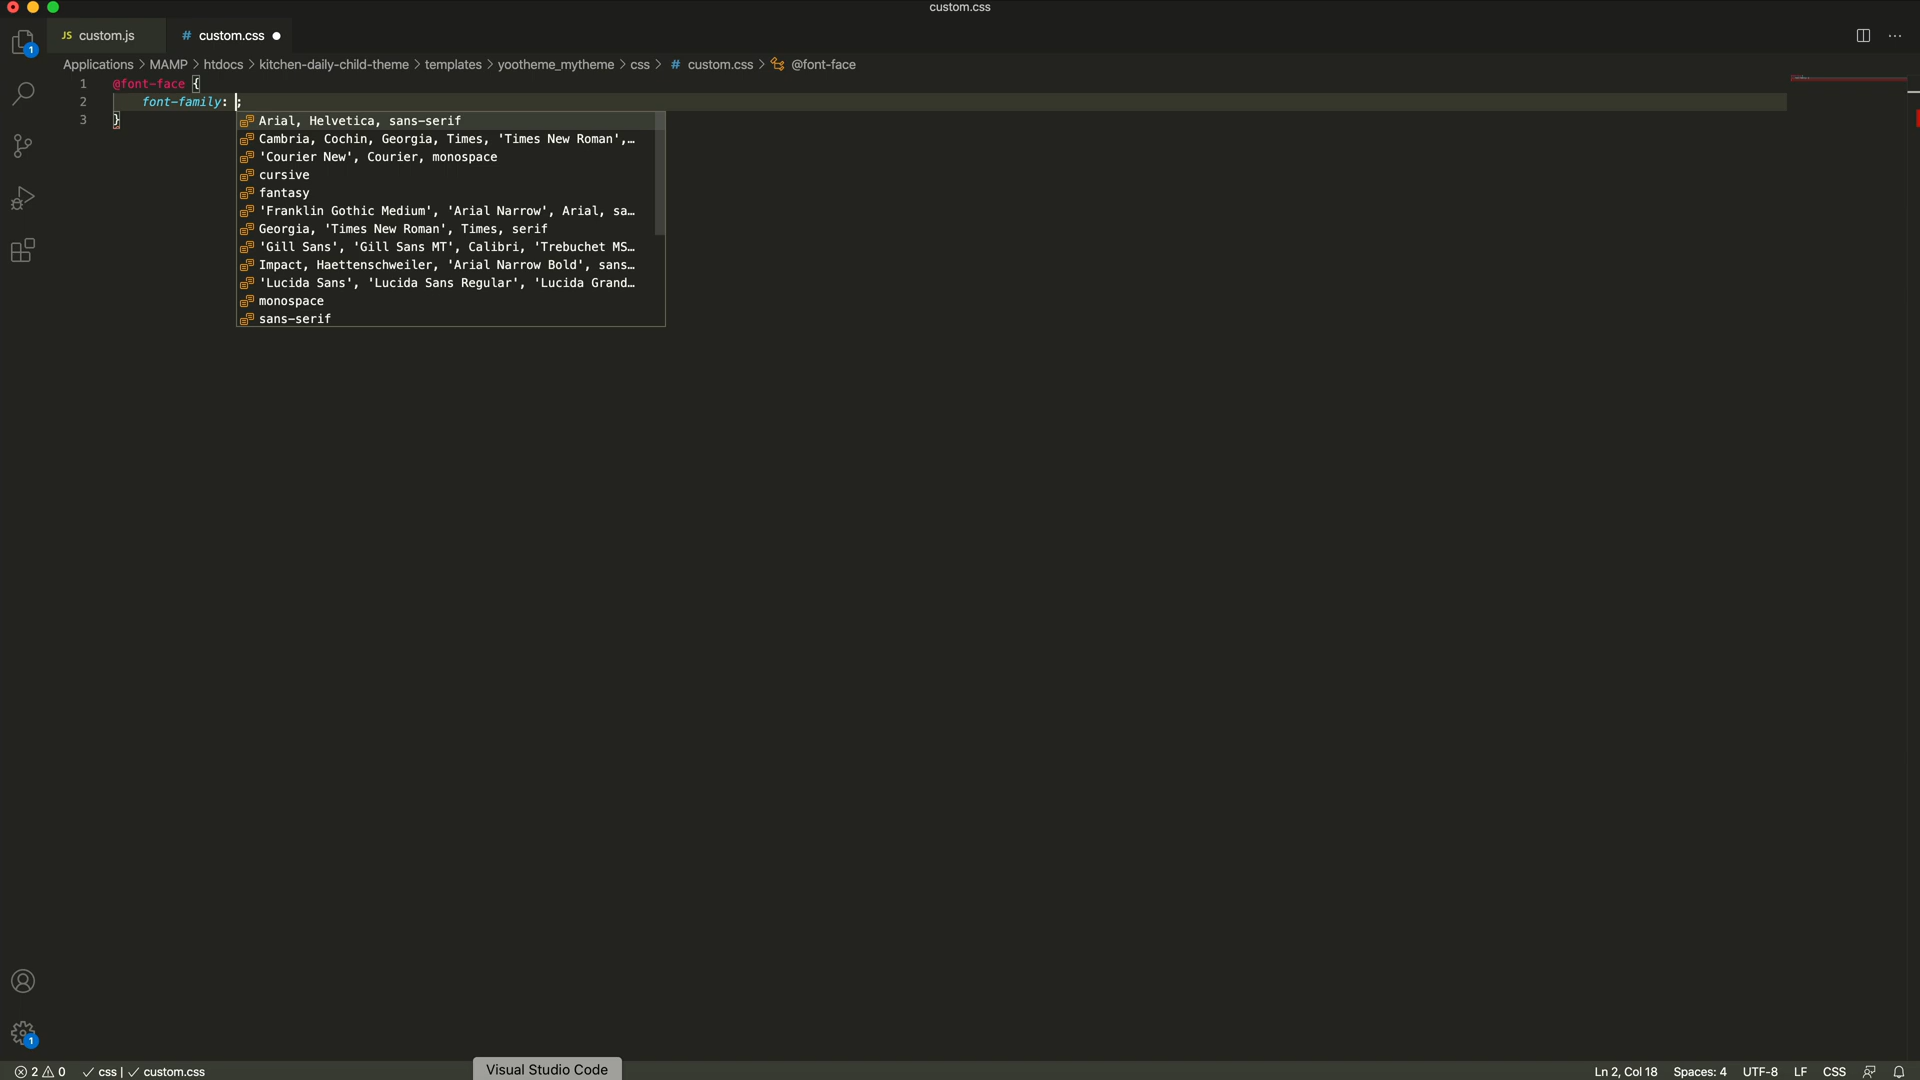 custom.css
JS custom.js
# custom.css
Applications > MAMP > htdocs > kitchen-daily-child-theme > templates > yootheme_mytheme > css > # custom.css > @font-face
1 @font-face {
2 font-family: ;
3 }
Arial, Helvetica, sans-serif
Cambria, Cochin, Georgia, Times, 'Times New Roman',…
'Courier New', Courier, monospace
cursive
fantasy
'Franklin Gothic Medium', 'Arial Narrow', Arial, sa…
Georgia, 'Times New Roman', Times, serif
'Gill Sans', 'Gill Sans MT', Calibri, 'Trebuchet MS…
Impact, Haettenschweiler, 'Arial Narrow Bold', sans…
'Lucida Sans', 'Lucida Sans Regular', 'Lucida Grand…
monospace
sans-serif
1
1
2 0 css | custom.css
Visual Studio Code
Ln 2, Col 18 Spaces: 4 UTF-8 LF CSS